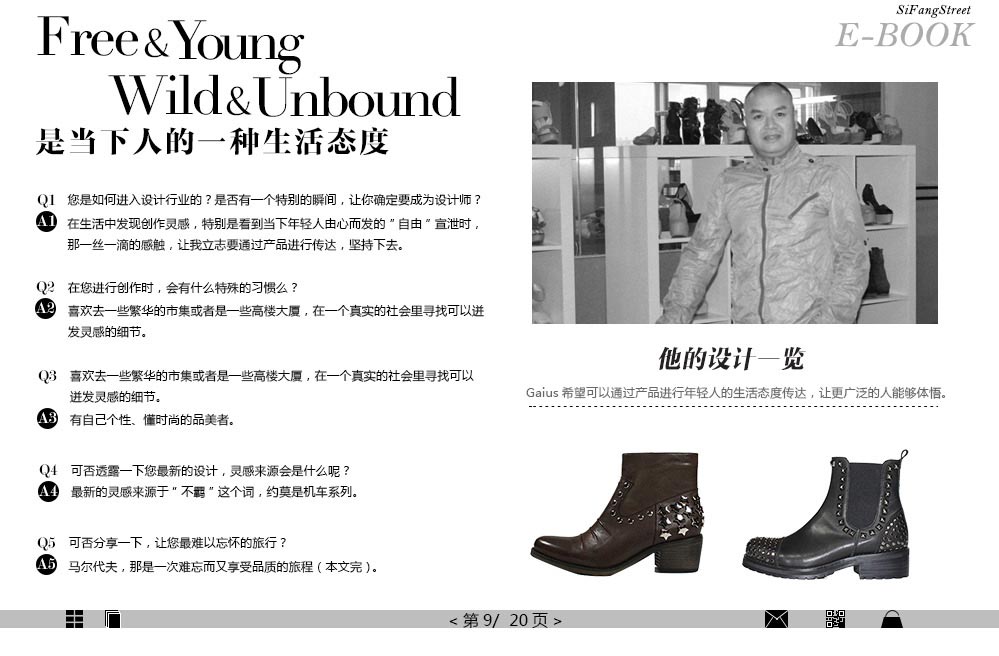 SiFangStreet
E-BOOK
Free&Young
Wild&Unbound
是当下人的一种生活态度
Q1 您是如何进入设计行业的？是否有一个特别的瞬间，让你确定要成为设计师？
A1 在生活中发现创作灵感，特别是看到当下年轻人由心而发的“自由”宣泄时，
那一丝一滴的感触，让我立志要通过产品进行传达，坚持下去。
Q2 在您进行创作时，会有什么特殊的习惯么？
A2 喜欢去一些繁华的市集或者是一些高楼大厦，在一个真实的社会里寻找可以迸
发灵感的细节。
Q3 喜欢去一些繁华的市集或者是一些高楼大厦，在一个真实的社会里寻找可以
迸发灵感的细节。
A3 有自己个性、懂时尚的品美者。
Q4 可否透露一下您最新的设计，灵感来源会是什么呢？
A4 最新的灵感来源于“不羁”这个词，约莫是机车系列。
Q5 可否分享一下，让您最难以忘怀的旅行？
A5 马尔代夫，那是一次难忘而又享受品质的旅程（本文完）。
他的设计一览
Gaius 希望可以通过产品进行年轻人的生活态度传达，让更广泛的人能够体悟。
< 第 9/ 20 页 >